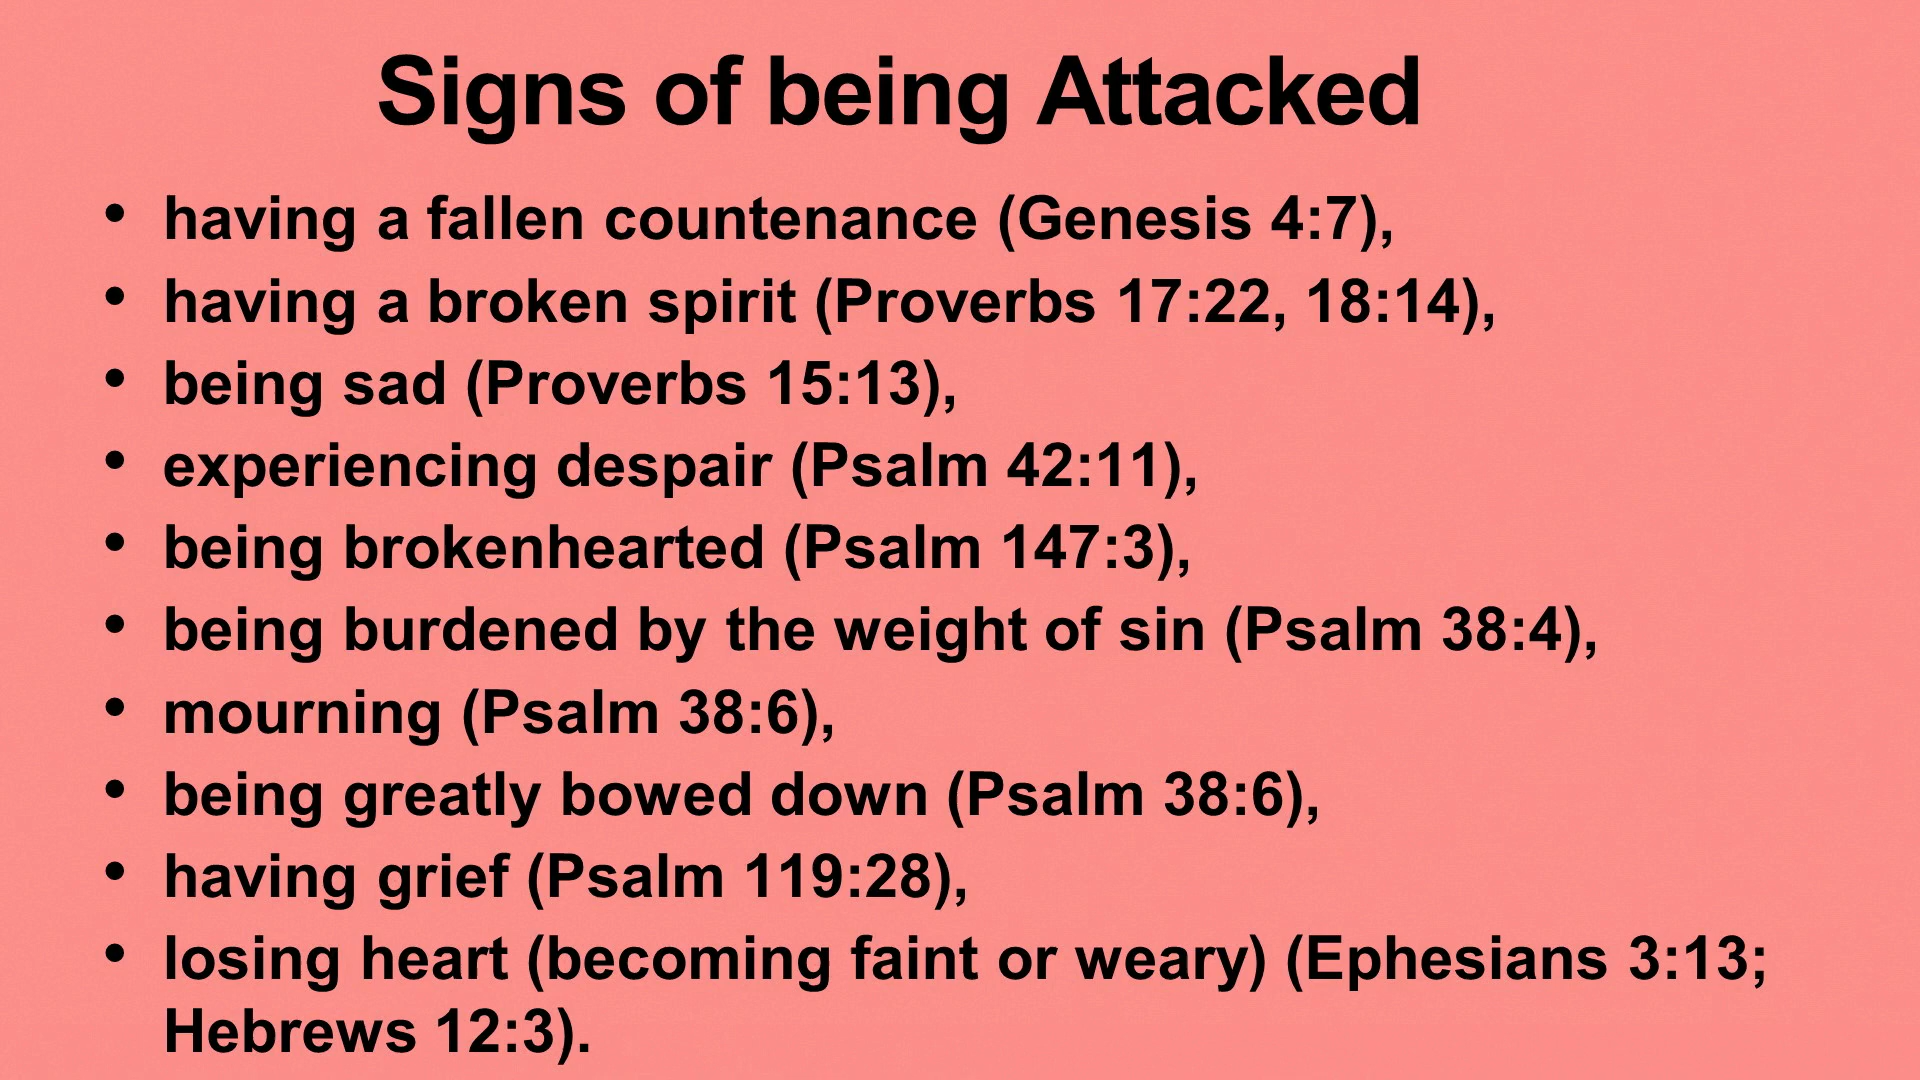 Signs of being Attacked
• having a fallen countenance (Genesis 4:7),
• having a broken spirit (Proverbs 17:22, 18:14),
• being sad (Proverbs 15:13),
• experiencing despair (Psalm 42:11),
• being brokenhearted (Psalm 147:3),
• being burdened by the weight of sin (Psalm 38:4),
• mourning (Psalm 38:6),
• being greatly bowed down (Psalm 38:6),
• having grief (Psalm 119:28),
• losing heart (becoming faint or weary) (Ephesians 3:13;
Hebrews 12:3).